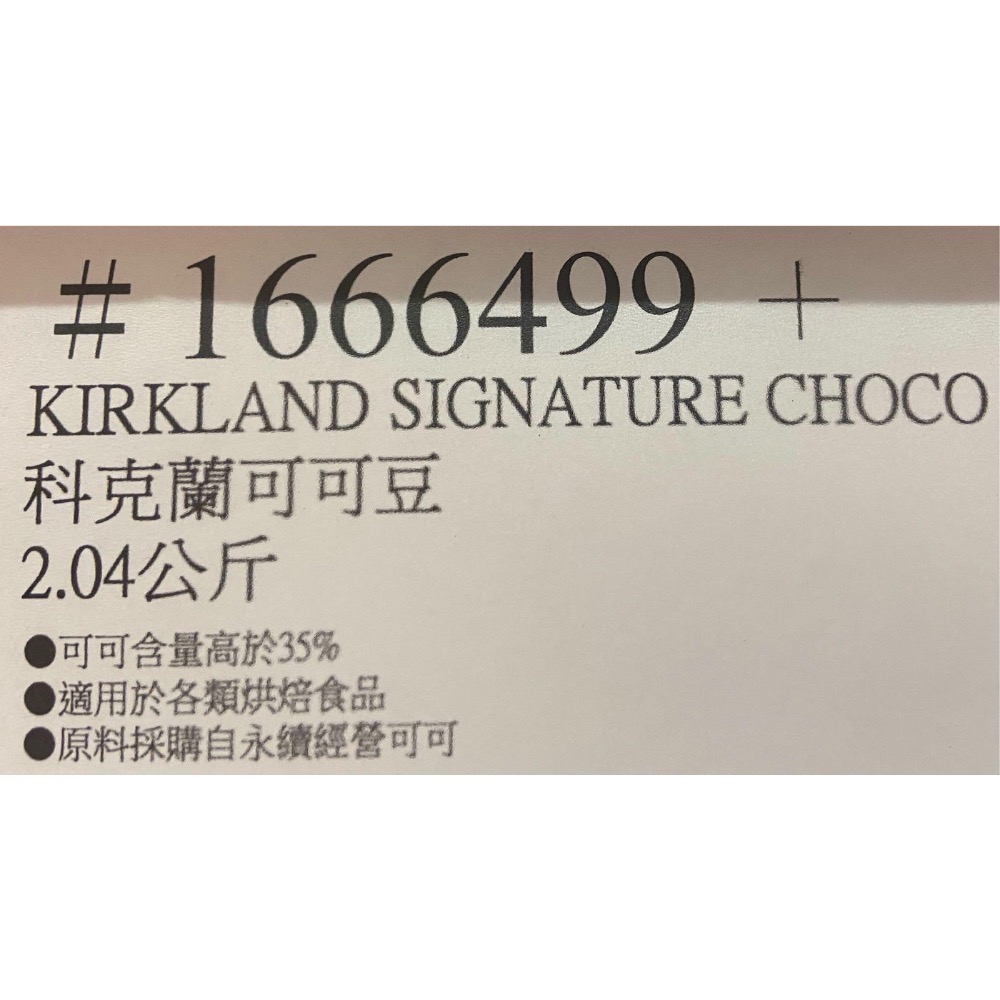 #1666499 +
KIRKLAND SIGNATURE CHOCO
科克蘭可可豆
2.04公斤
●可可含量高於35%
●適用於各類烘焙食品
●原料採購自永續經營可可